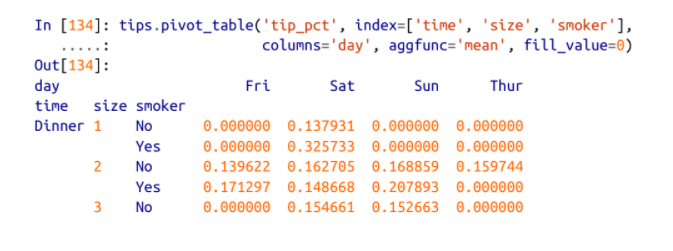 In [134]: tips.pivot_table('tip_pct', index=['time', 'size', 'smoker'],
   .....:                  columns='day', aggfunc='mean', fill_value=0)
Out[134]:
day                      Fri       Sat       Sun      Thur
time   size smoker
Dinner 1    No      0.000000  0.137931  0.000000  0.000000
            Yes     0.000000  0.325733  0.000000  0.000000
       2    No      0.139622  0.162705  0.168859  0.159744
            Yes     0.171297  0.148668  0.207893  0.000000
       3    No      0.000000  0.154661  0.152663  0.000000